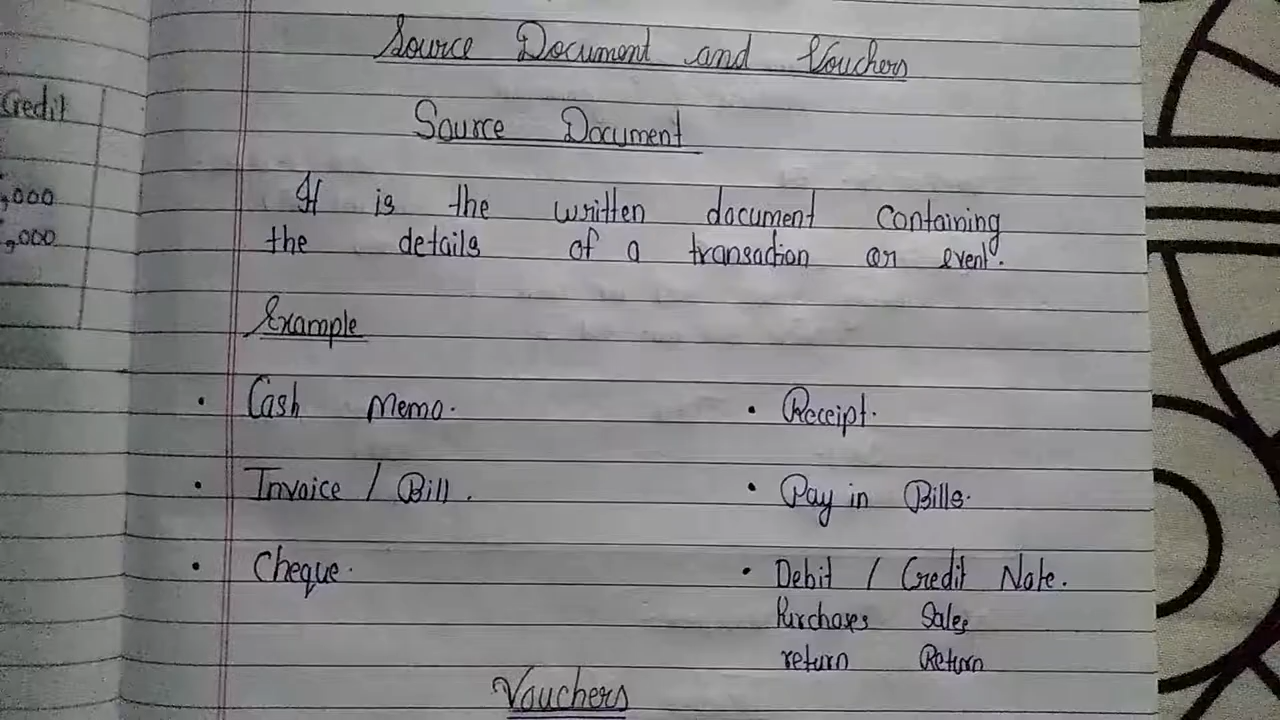 Source Document and Vouchers
Credit
Source Document
It is the written document containing
,000
the details of a transaction or event.
,000
Example
• Cash Memo. • Receipt.
• Invoice / Bill. • Pay in Bills.
• Cheque. • Debit / Credit Note.
Purchases Sales
return Return
Vouchers